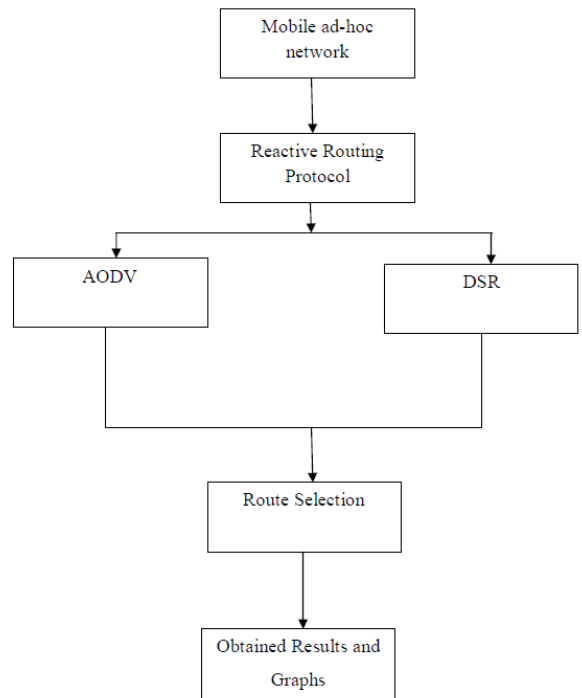 Mobile ad-hoc
network
Reactive Routing
Protocol
AODV
DSR
Route Selection
Obtained Results and
Graphs